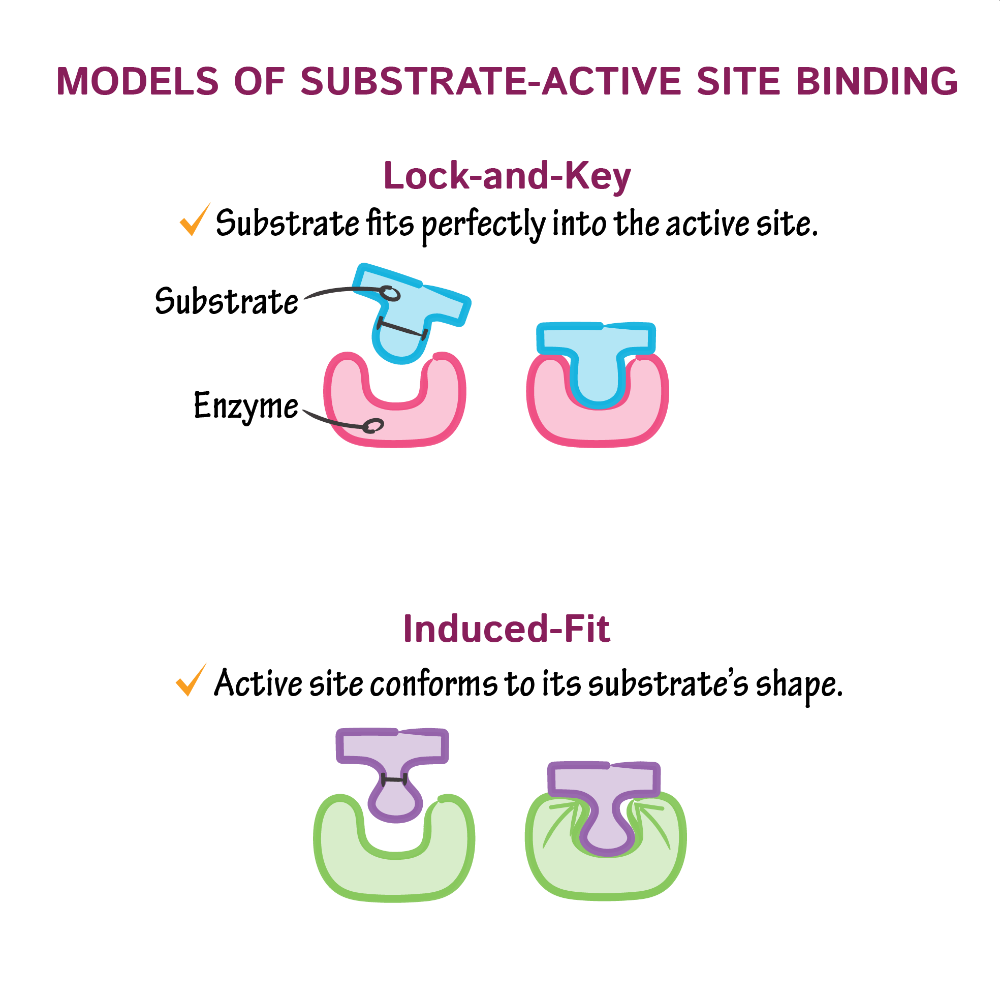 MODELS OF SUBSTRATE-ACTIVE SITE BINDING
Lock-and-Key
Substrate fits perfectly into the active site.
Substrate
Enzyme
Induced-Fit
Active site conforms to its substrate's shape.